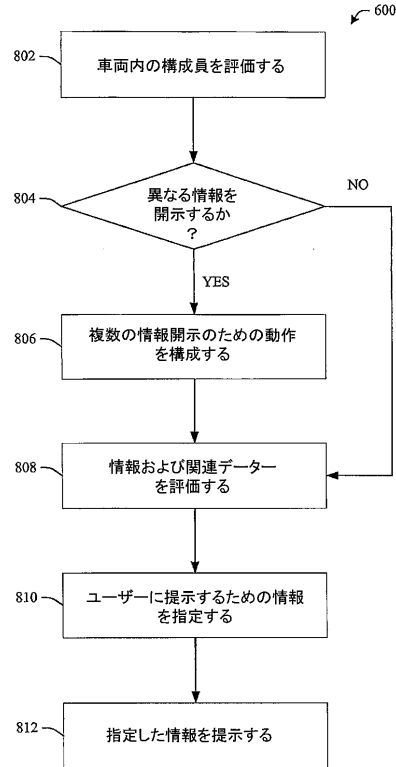 600
802
車両内の構成員を評価する
804
異なる情報を
開示するか
?
NO
YES
806
複数の情報開示のための動作
を構成する
808
情報および関連データー
を評価する
810
ユーザーに提示するための情報
を指定する
812
指定した情報を提示する